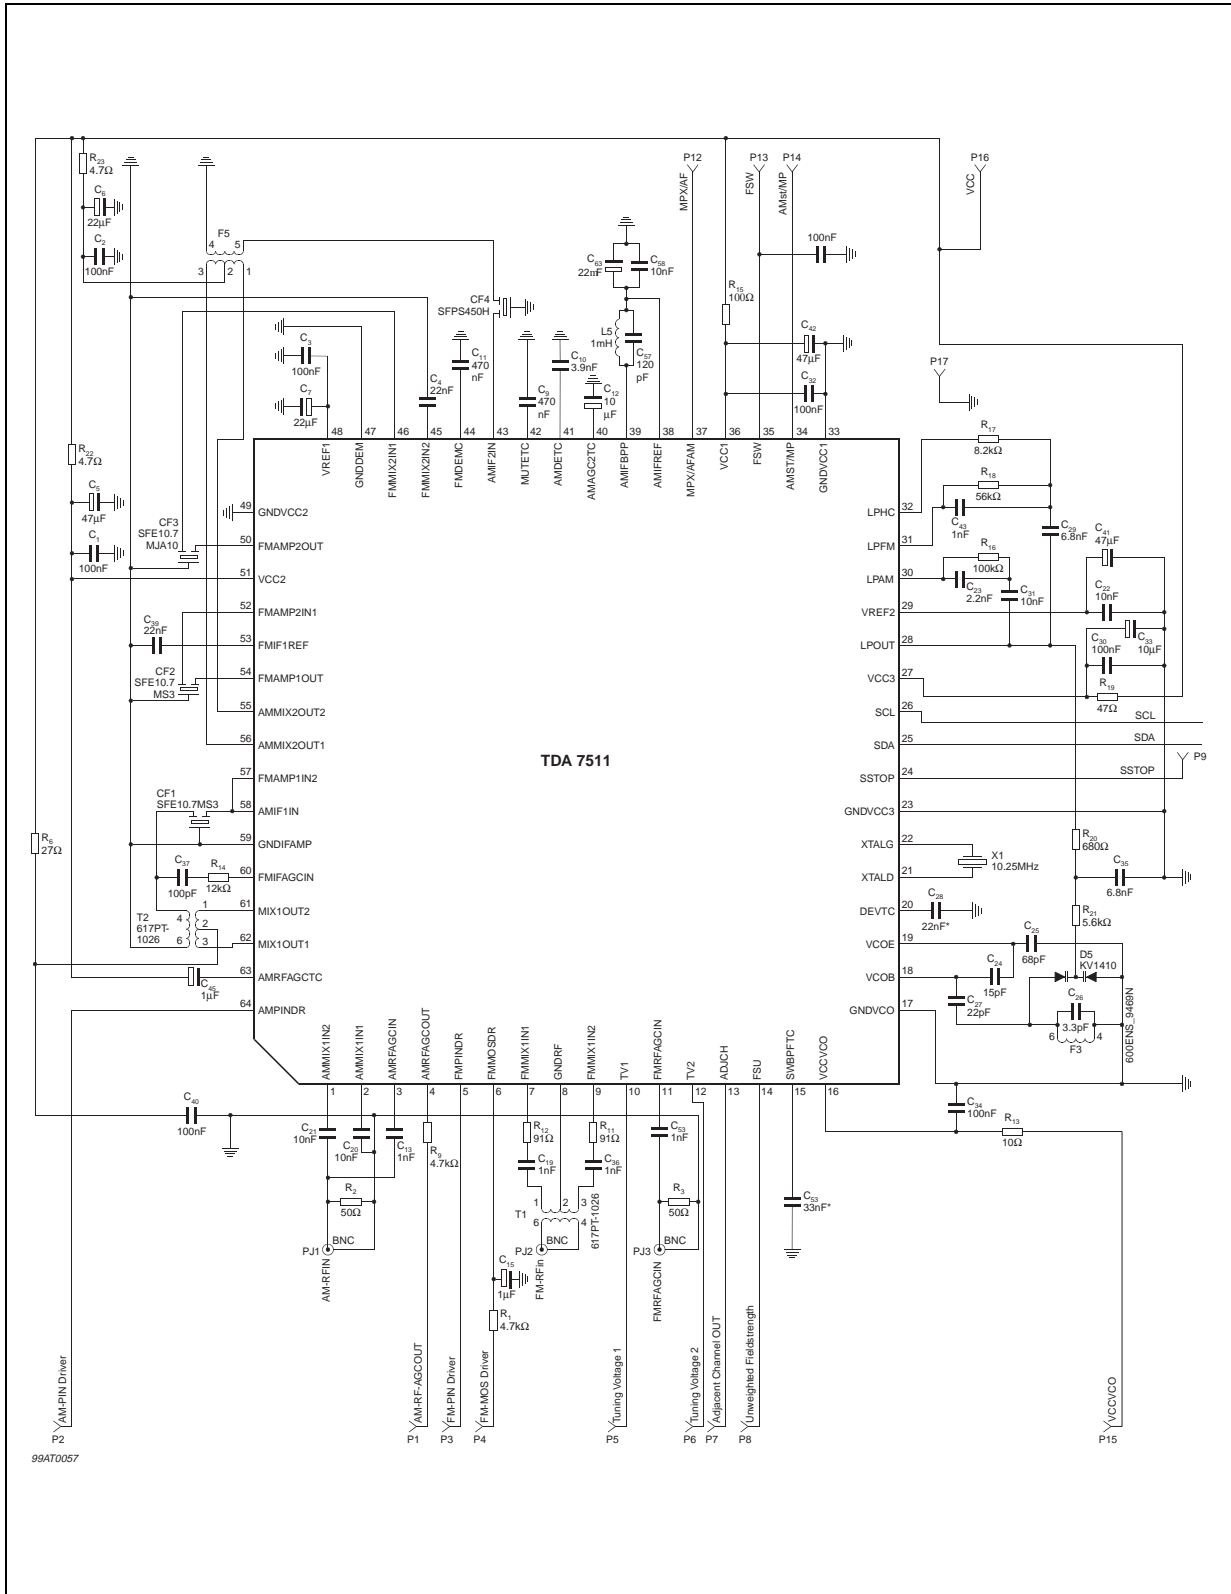 P12
P13
P14
P16
MPX/AF
FSW
AMst/MP
VCC
R23
4.7Ω
C6
22µF
C2
100nF
F5
4
5
3
2
1
100nF
C63
22mF
C58
10nF
CF4
SFPS450H
R15
100Ω
L5
1mH
C57
120
pF
C42
47µF
C3
100nF
C11
470
nF
C10
3.9nF
C4
22nF
C9
470
nF
C12
10
µF
C32
100nF
P17
C7
22µF
48
47
46
45
44
43
42
41
40
39
38
37
36
35
34
33
VREF1
GNDDEM
FMMIX2IN1
FMMIX2IN2
FMDEMC
AMIF2IN
MUTETC
AMDETC
AMAGC2TC
AMIFBPP
AMIFREF
MPX/AFAM
VCC1
FSW
AMST/MP
GNDVCC1
R22
4.7Ω
C5
47µF
C1
100nF
CF3
SFE10.7
MJA10
C39
22nF
CF2
SFE10.7
MS3
CF1
SFE10.7MS3
R6
27Ω
C37
100pF
R14
12kΩ
T2
617PT-
1026
1
4
2
6
3
C45
1µF
49 GNDVCC2
50 FMAMP2OUT
51 VCC2
52 FMAMP2IN1
53 FMIF1REF
54 FMAMP1OUT
55 AMMIX2OUT2
56 AMMIX2OUT1
57 FMAMP1IN2
58 AMIF1IN
59 GNDIFAMP
60 FMIFAGCIN
61 MIX1OUT2
62 MIX1OUT1
63 AMRFAGCTC
64 AMPINDR
TDA 7511
LPHC 32
LPFM 31
LPAM 30
VREF2 29
LPOUT 28
VCC3 27
SCL 26
SDA 25
SSTOP 24
GNDVCC3 23
XTALG 22
XTALD 21
DEVTC 20
VCOE 19
VCOB 18
GNDVCO 17
R17
8.2kΩ
R18
56kΩ
C43
1nF
C29
6.8nF
C41
47µF
R16
100kΩ
C23
2.2nF
C31
10nF
C22
10nF
C30
100nF
C33
10µF
R19
47Ω
SCL
SDA
SSTOP
P9
R20
680Ω
X1
10.25MHz
C35
6.8nF
C28
22nF*
R21
5.6kΩ
C25
68pF
C24
15pF
D5
KV1410
C27
22pF
C26
3.3pF
6
4
F3
600ENS_9469N
AMMIX1IN2
AMMIX1IN1
AMRFAGCIN
AMRFAGCOUT
FMPINDR
FMMOSDR
FMMIX1IN1
GNDRF
FMMIX1IN2
TV1
FMRFAGCIN
TV2
ADJCH
FSU
SWBPFTC
VCCVCO
1
2
3
4
5
6
7
8
9
10
11
12
13
14
15
16
C40
100nF
C21
10nF
C20
10nF
C13
1nF
R9
4.7kΩ
R12
91Ω
C19
1nF
R11
91Ω
C36
1nF
C53
1nF
C34
100nF
R13
10Ω
R2
50Ω
T1
1
2
3
6
4
617PT-1026
R3
50Ω
C53
33nF*
PJ1
BNC
AM-RFIN
PJ2
BNC
FM-RFin
PJ3
BNC
FMRFAGCIN
C15
1µF
R1
4.7kΩ
AM-PIN Driver
AM-RF-AGCOUT
FM-PIN Driver
FM-MOS Driver
Tuning Voltage 1
Tuning Voltage 2
Adjacent Channel OUT
Unweighted Fieldstrength
VCCVCO
P2
P1
P3
P4
P5
P6
P7
P8
P15
99AT0057